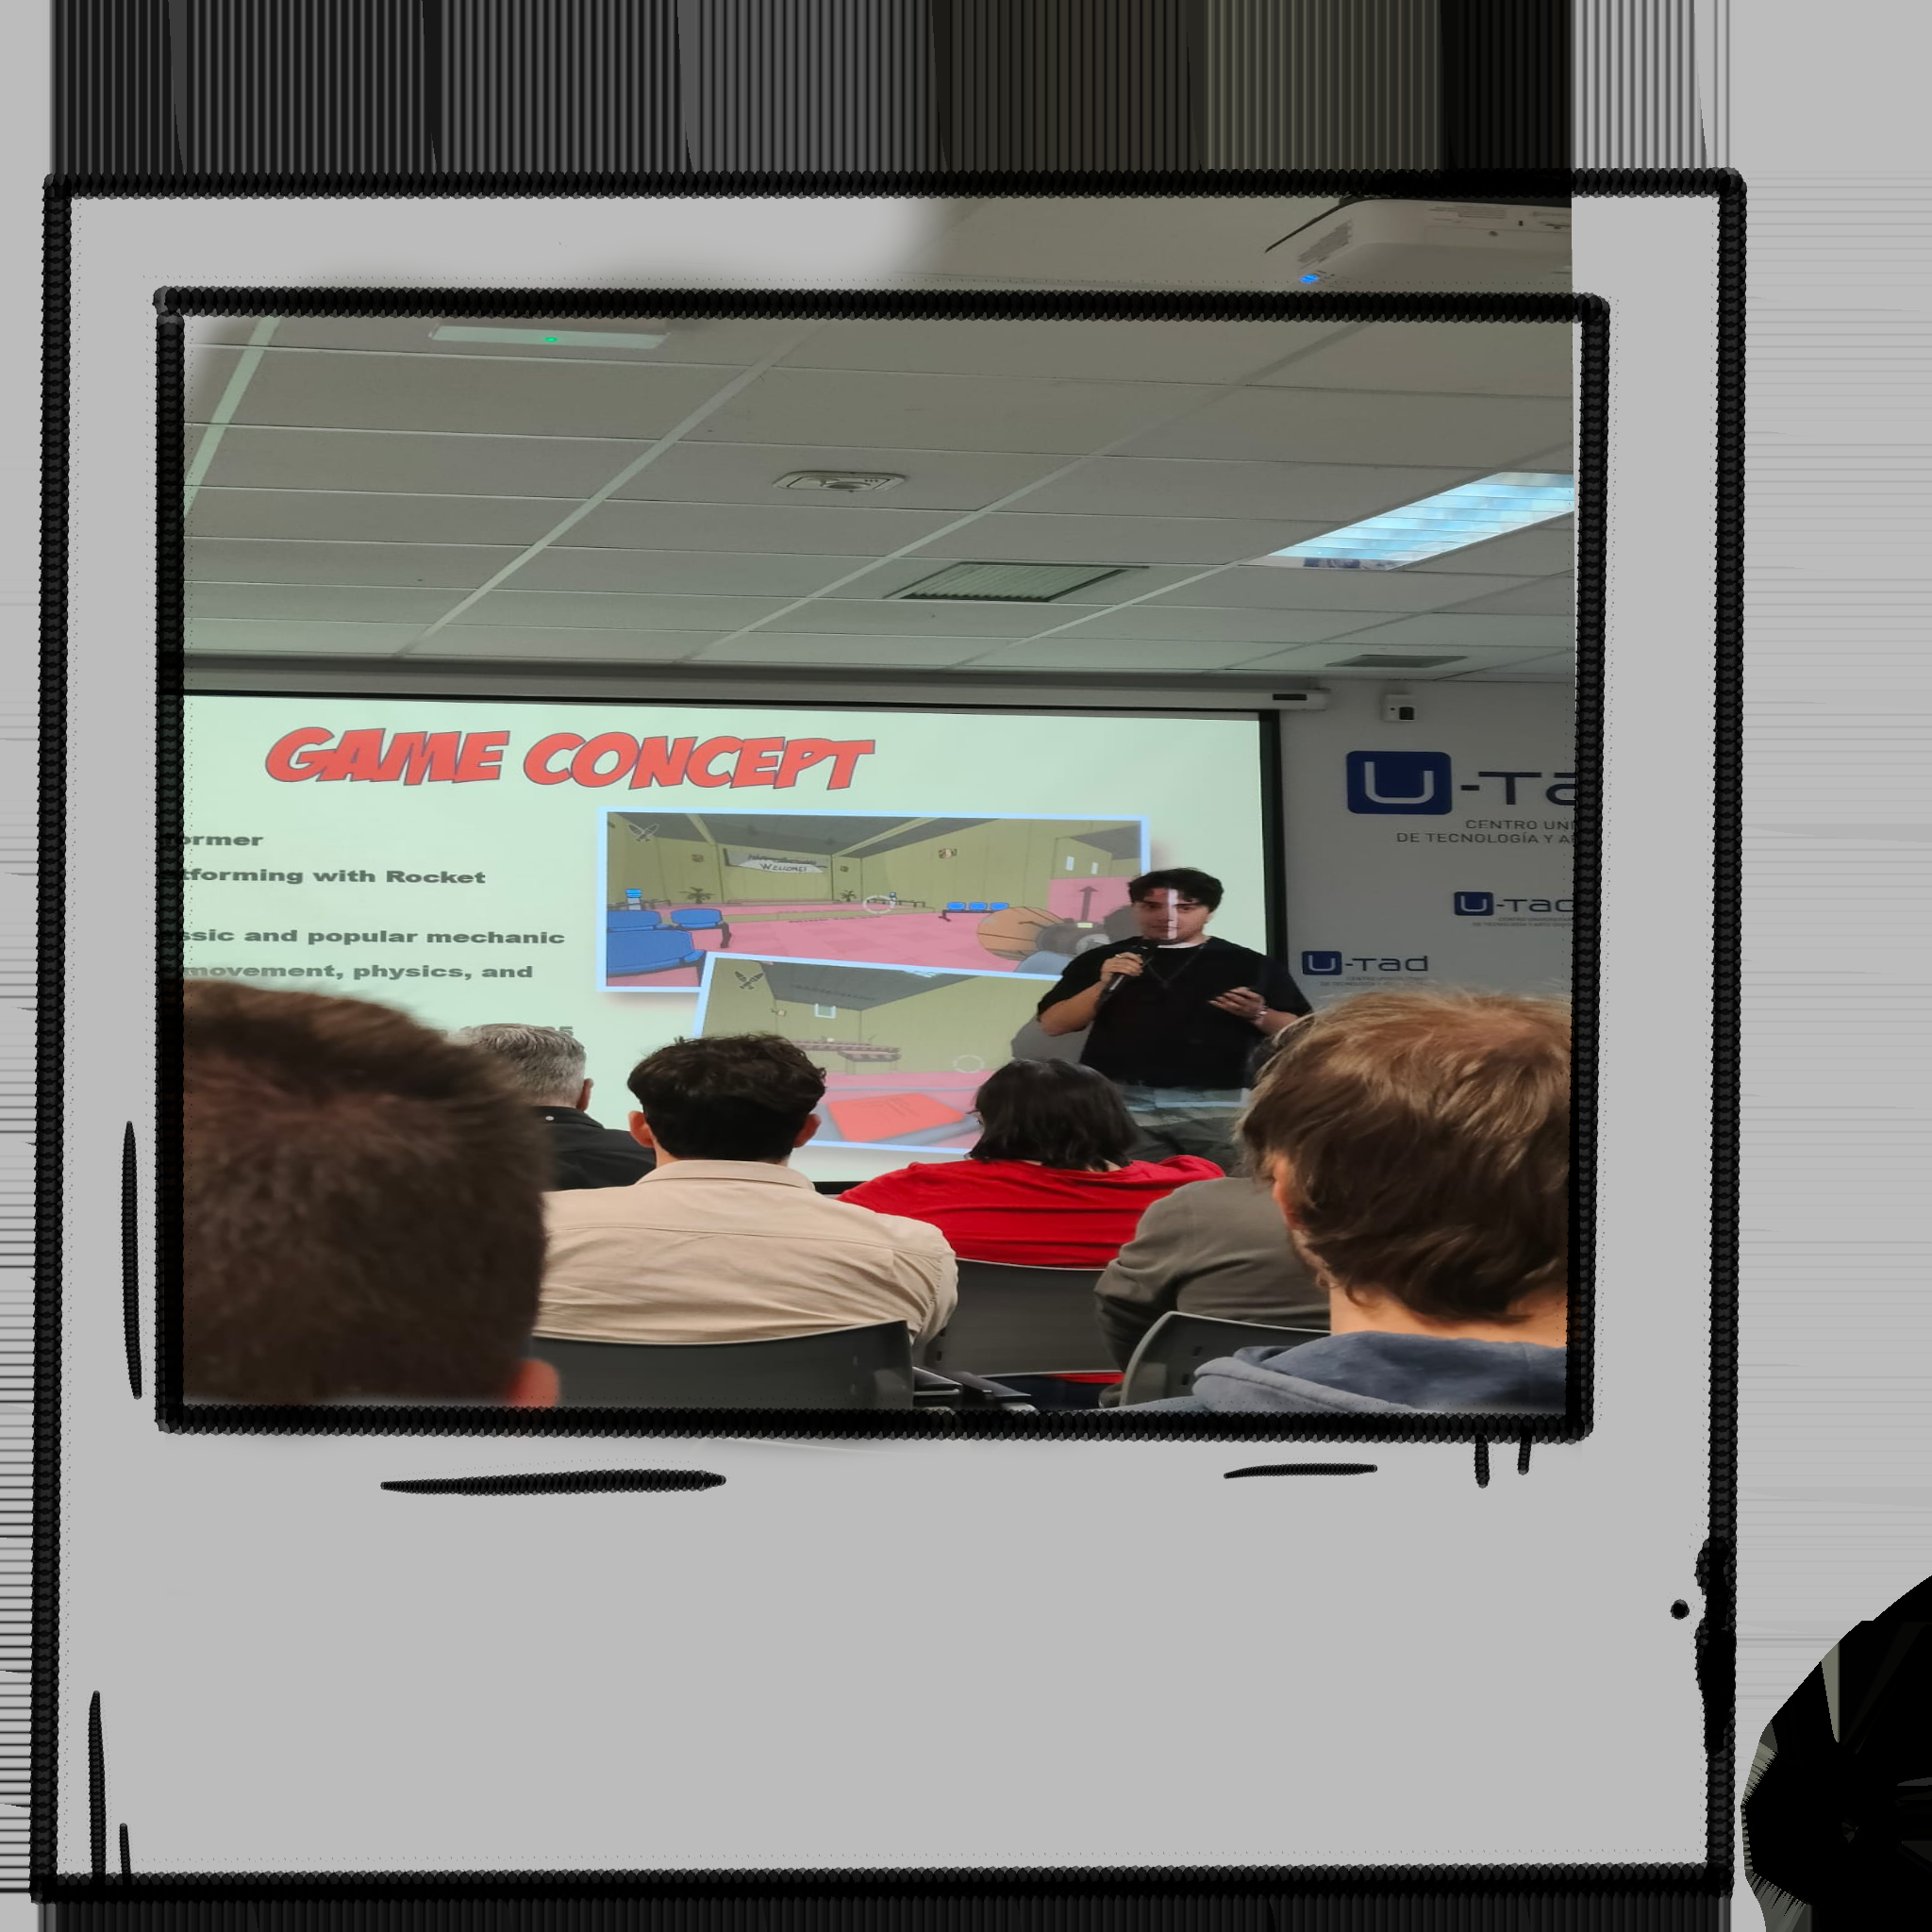 GAME CONCEPT
ormer
tforming with Rocket
ssic and popular mechanic
movement, physics, and
WELCOME!
U-Ta
CENTRO UNI
DE TECNOLOGÍA Y A
U-Tad
U-Tad